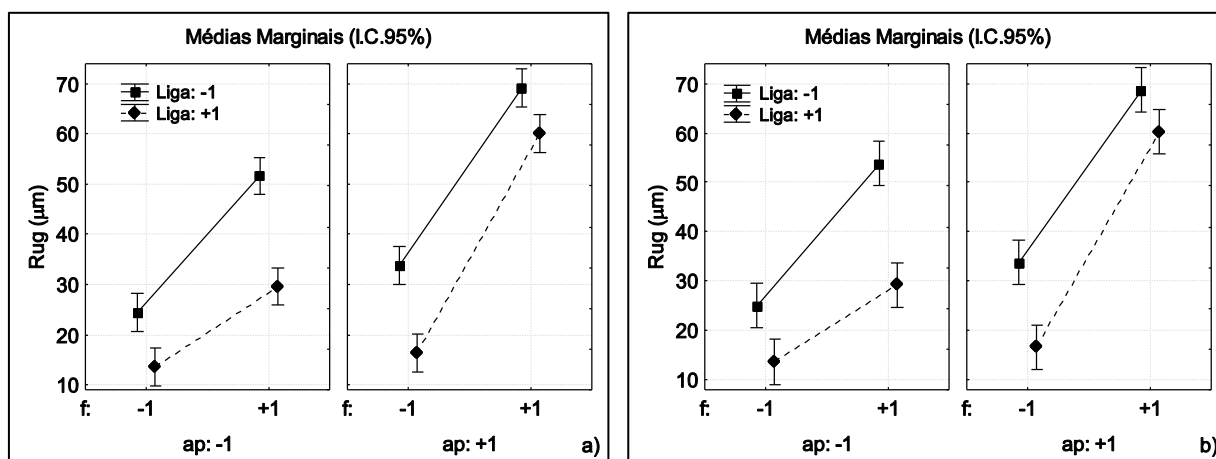 Médias Marginais (I.C.95%)
Liga: -1
Liga: +1
Rug (μm)
70
60
50
40
30
20
10
f: -1 +1 -1 +1
ap: -1 ap: +1 a)
Médias Marginais (I.C.95%)
Liga: -1
Liga: +1
Rug (μm)
70
60
50
40
30
20
10
f: -1 +1 -1 +1
ap: -1 ap: +1 b)